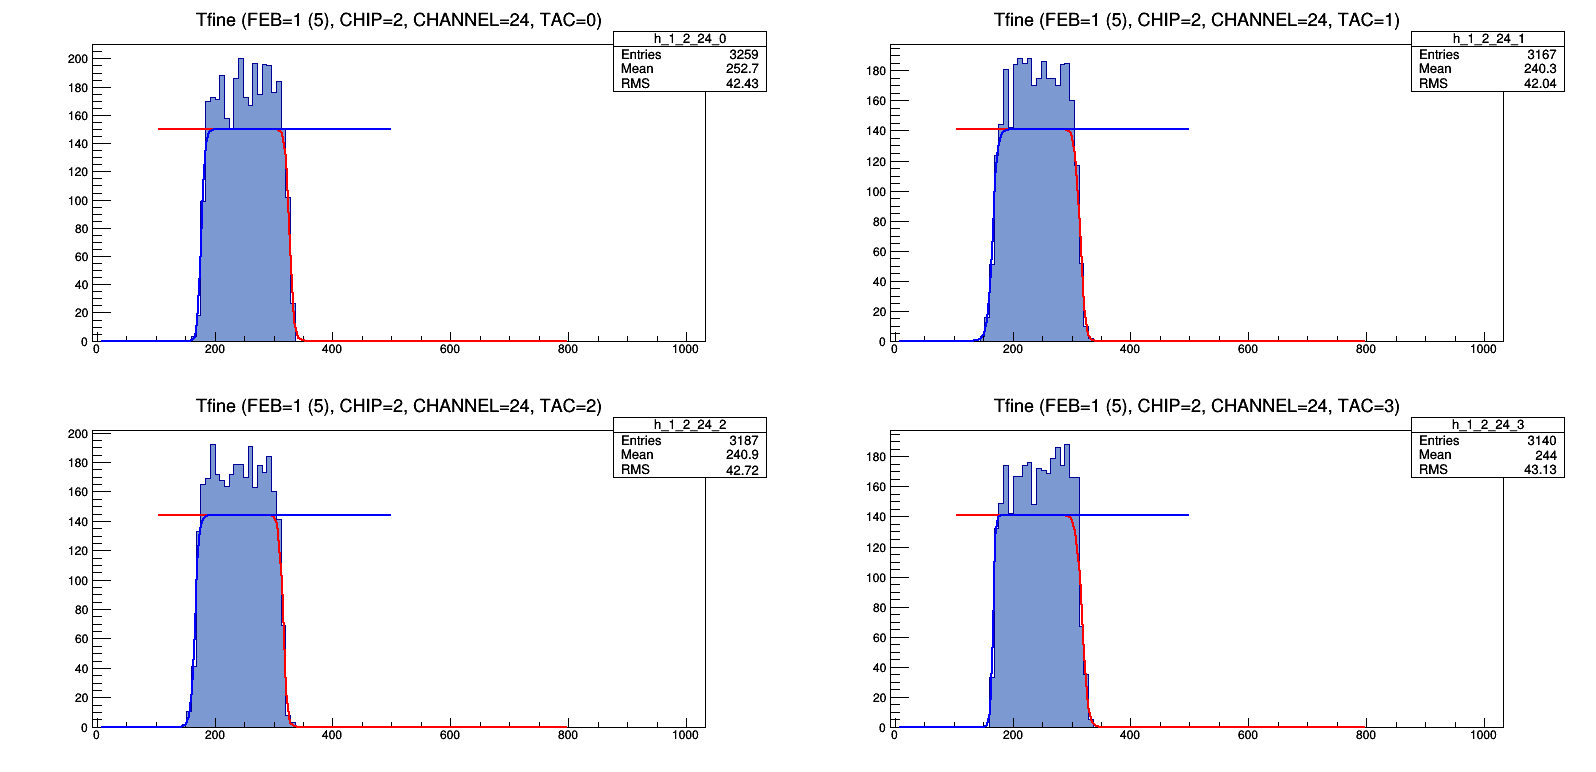 Tfine (FEB=1 (5), CHIP=2, CHANNEL=24, TAC=0)
h_1_2_24_0
Entries 3259
Mean 252.7
RMS 42.43
200
180
160
140
120
100
80
60
40
20
0
0 200 400 600 800 1000
Tfine (FEB=1 (5), CHIP=2, CHANNEL=24, TAC=1)
h_1_2_24_1
Entries 3167
Mean 240.3
RMS 42.04
180
160
140
120
100
80
60
40
20
0
0 200 400 600 800 1000
Tfine (FEB=1 (5), CHIP=2, CHANNEL=24, TAC=2)
h_1_2_24_2
Entries 3187
Mean 240.9
RMS 42.72
200
180
160
140
120
100
80
60
40
20
0
0 200 400 600 800 1000
Tfine (FEB=1 (5), CHIP=2, CHANNEL=24, TAC=3)
h_1_2_24_3
Entries 3140
Mean 244
RMS 43.13
180
160
140
120
100
80
60
40
20
0
0 200 400 600 800 1000